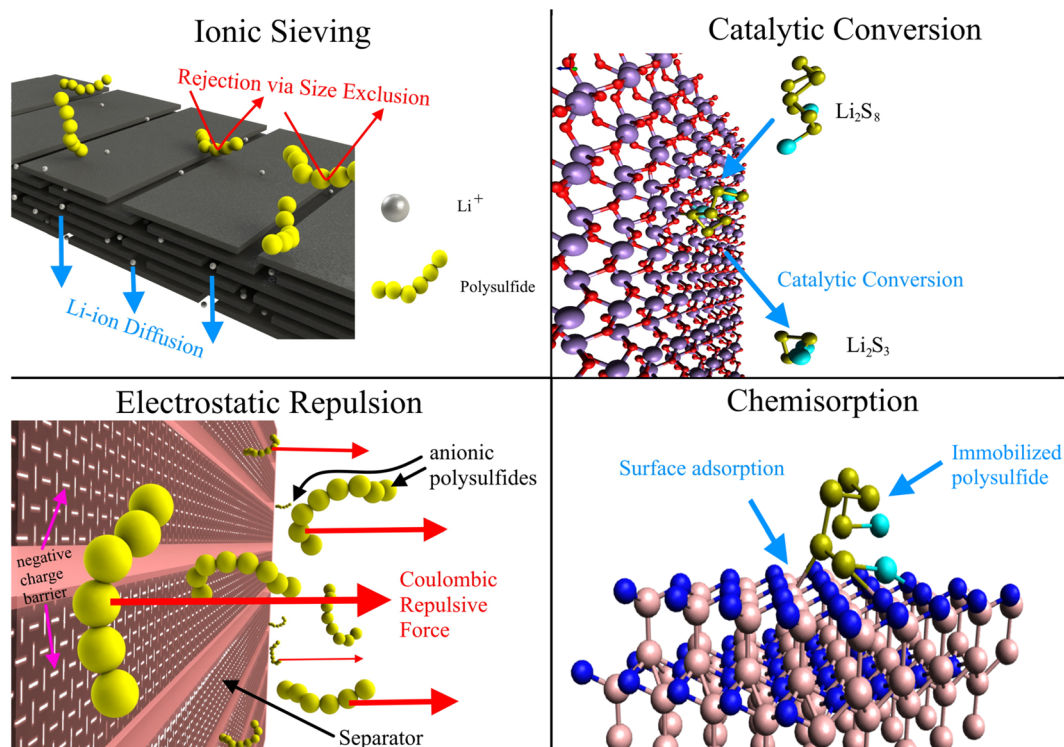 Ionic Sieving
Rejection via Size Exclusion
Li⁺
Polysulfide
Li-ion Diffusion
Catalytic Conversion
Li₂S₈
Catalytic Conversion
Li₂S₃
Electrostatic Repulsion
anionic
polysulfides
negative
charge
barrier
Coulombic
Repulsive
Force
Separator
Chemisorption
Surface adsorption
Immobilized
polysulfide